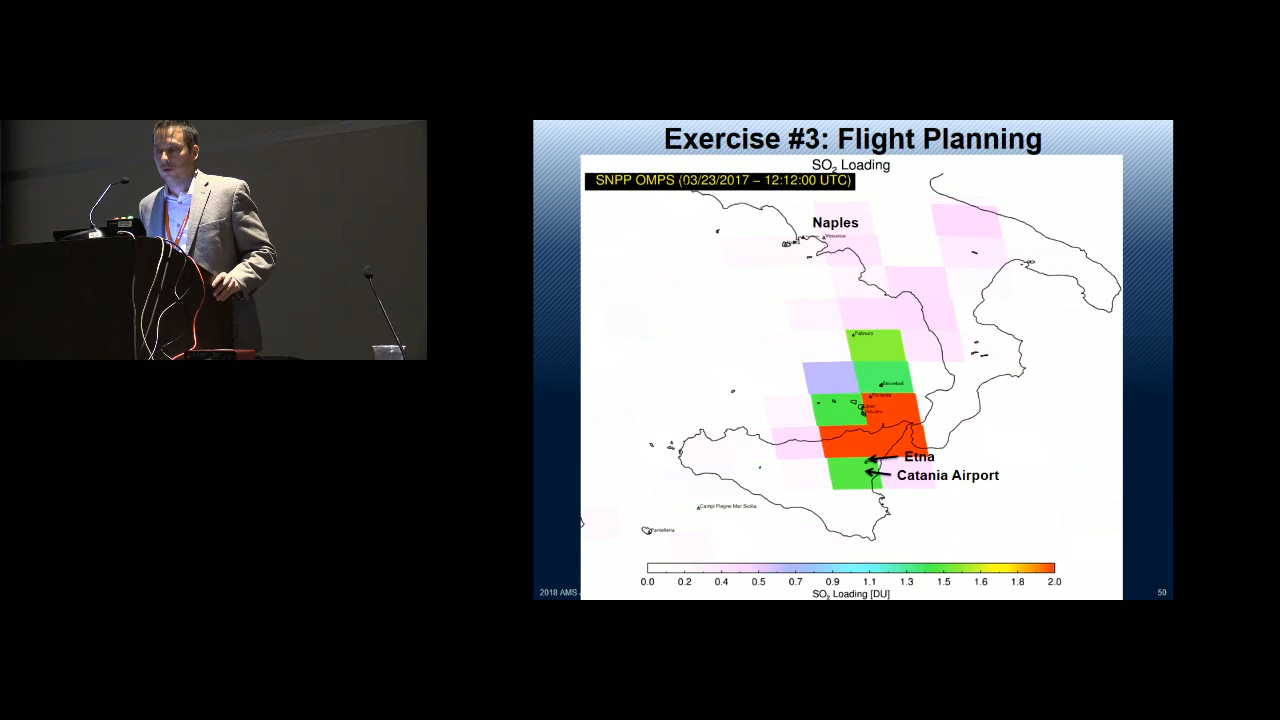 Exercise #3: Flight Planning
SO2 Loading
SNPP OMPS (03/23/2017 – 12:12:00 UTC)
Naples
Vesuvius
Palinuro
Stromboli
Panarea
Etna
Catania Airport
Campi Flegrei Mar Sicilia
Pantelleria
0.0 0.2 0.4 0.5 0.7 0.9 1.1 1.3 1.5 1.6 1.8 2.0
SO2 Loading [DU]
2018 AMS
50